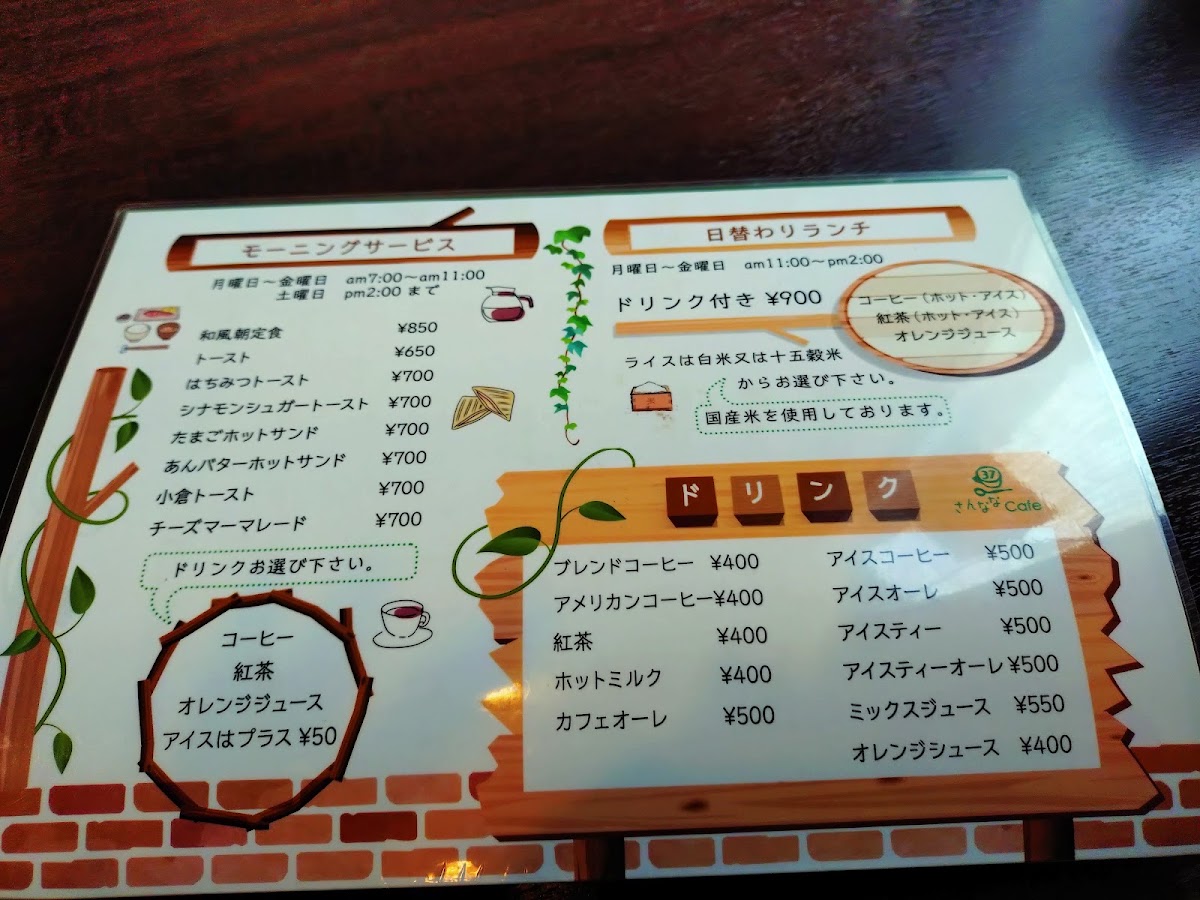 モーニングサービス
月曜日〜金曜日 am7:00〜am11:00
土曜日 pm2:00 まで
和風朝定食 ¥850
トースト ¥650
はちみつトースト ¥700
シナモンシュガートースト ¥700
たまごホットサンド ¥700
あんバターホットサンド ¥700
小倉トースト ¥700
チーズマーマレード ¥700
ドリンクお選び下さい。
コーヒー
紅茶
オレンジジュース
アイスはプラス ¥50
日替わりランチ
月曜日〜金曜日 am11:00〜pm2:00
ドリンク付き ¥900
コーヒー(ホット・アイス)
紅茶(ホット・アイス)
オレンジジュース
ライスは白米又は十五穀米
からお選び下さい。
国産米を使用しております。
ドリンク
37
さんなな Cafe
ブレンドコーヒー ¥400
アメリカンコーヒー ¥400
紅茶 ¥400
ホットミルク ¥400
カフェオーレ ¥500
アイスコーヒー ¥500
アイスオーレ ¥500
アイスティー ¥500
アイスティーオーレ ¥500
ミックスジュース ¥550
オレンジシュース ¥400